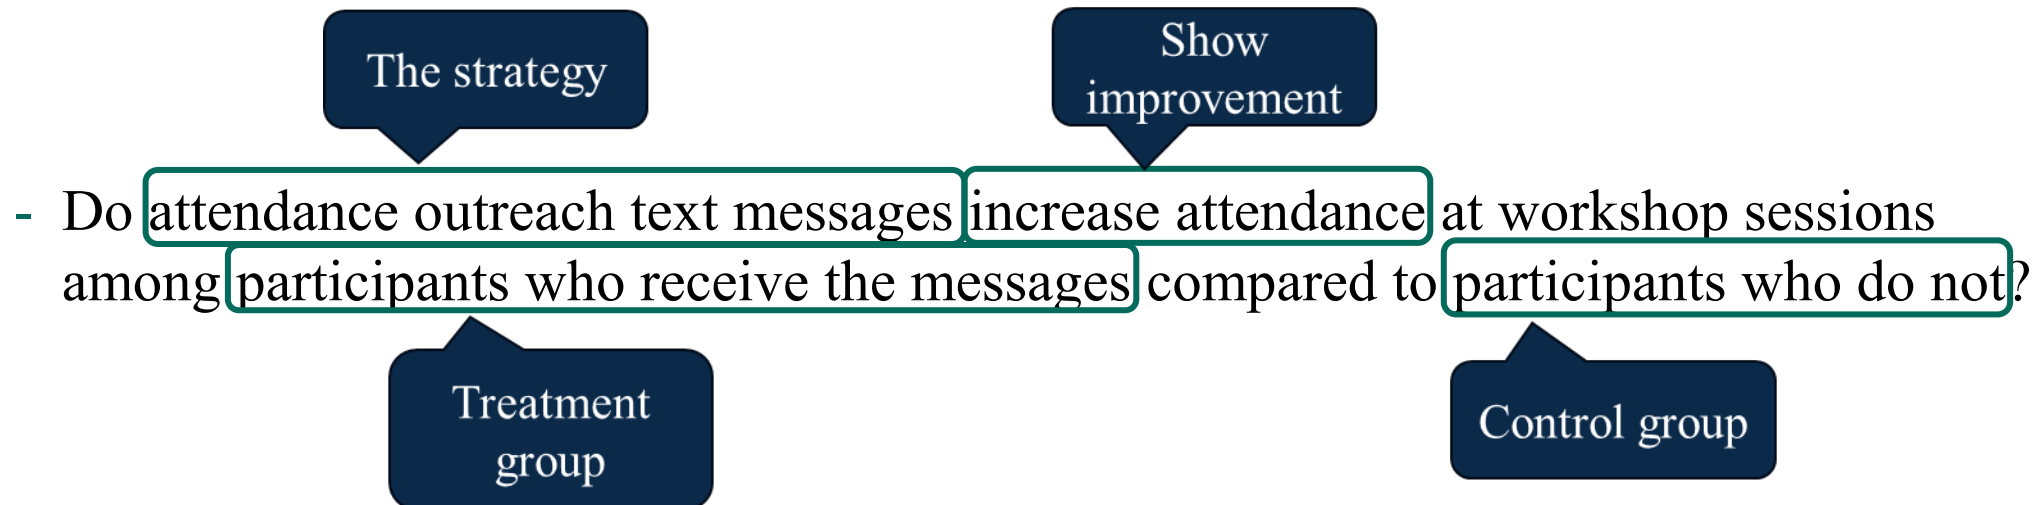 The strategy
Show
improvement
- Do attendance outreach text messages increase attendance at workshop sessions
among participants who receive the messages compared to participants who do not?
Treatment
group
Control group